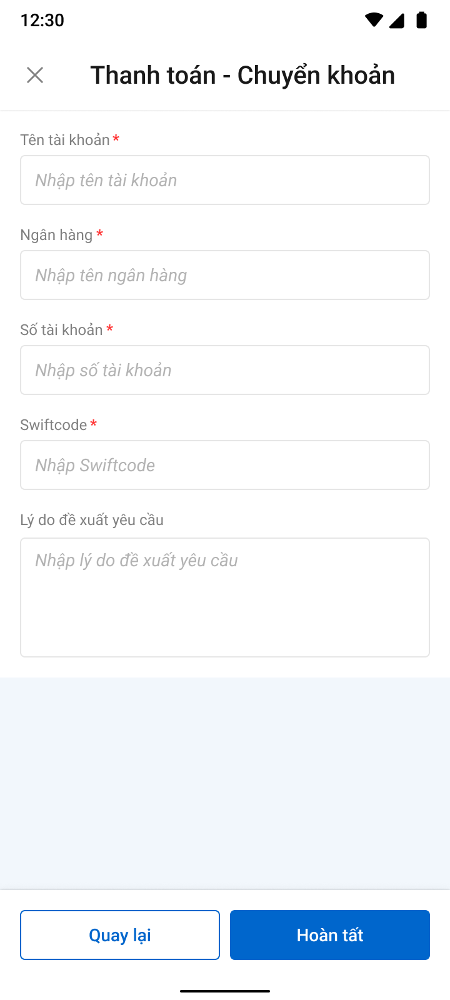 12:30
Thanh toán - Chuyển khoản
Tên tài khoản *
Nhập tên tài khoản
Ngân hàng *
Nhập tên ngân hàng
Số tài khoản *
Nhập số tài khoản
Swiftcode *
Nhập Swiftcode
Lý do đề xuất yêu cầu
Nhập lý do đề xuất yêu cầu
Quay lại
Hoàn tất